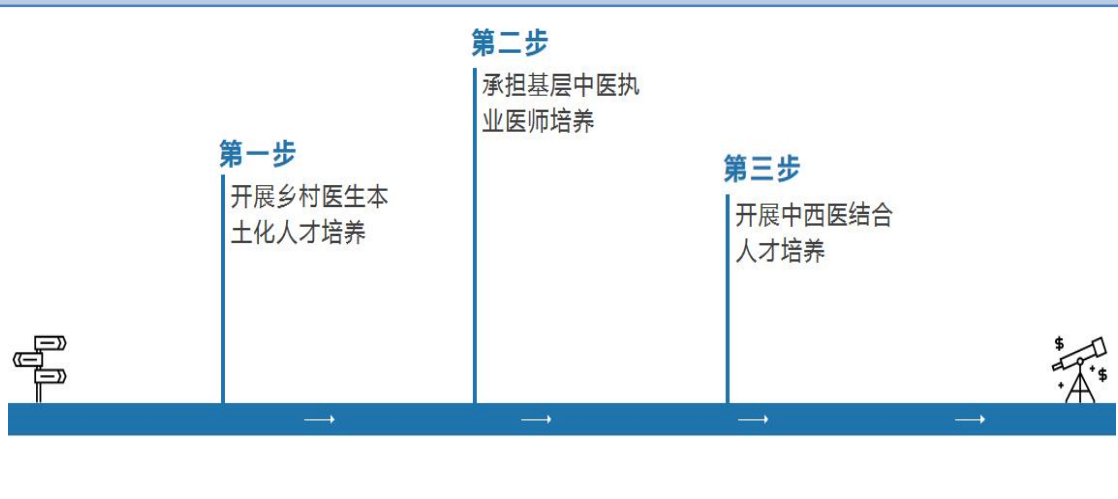 第一步
开展乡村医生本
土化人才培养
第二步
承担基层中医执
业医师培养
第三步
开展中西医结合
人才培养